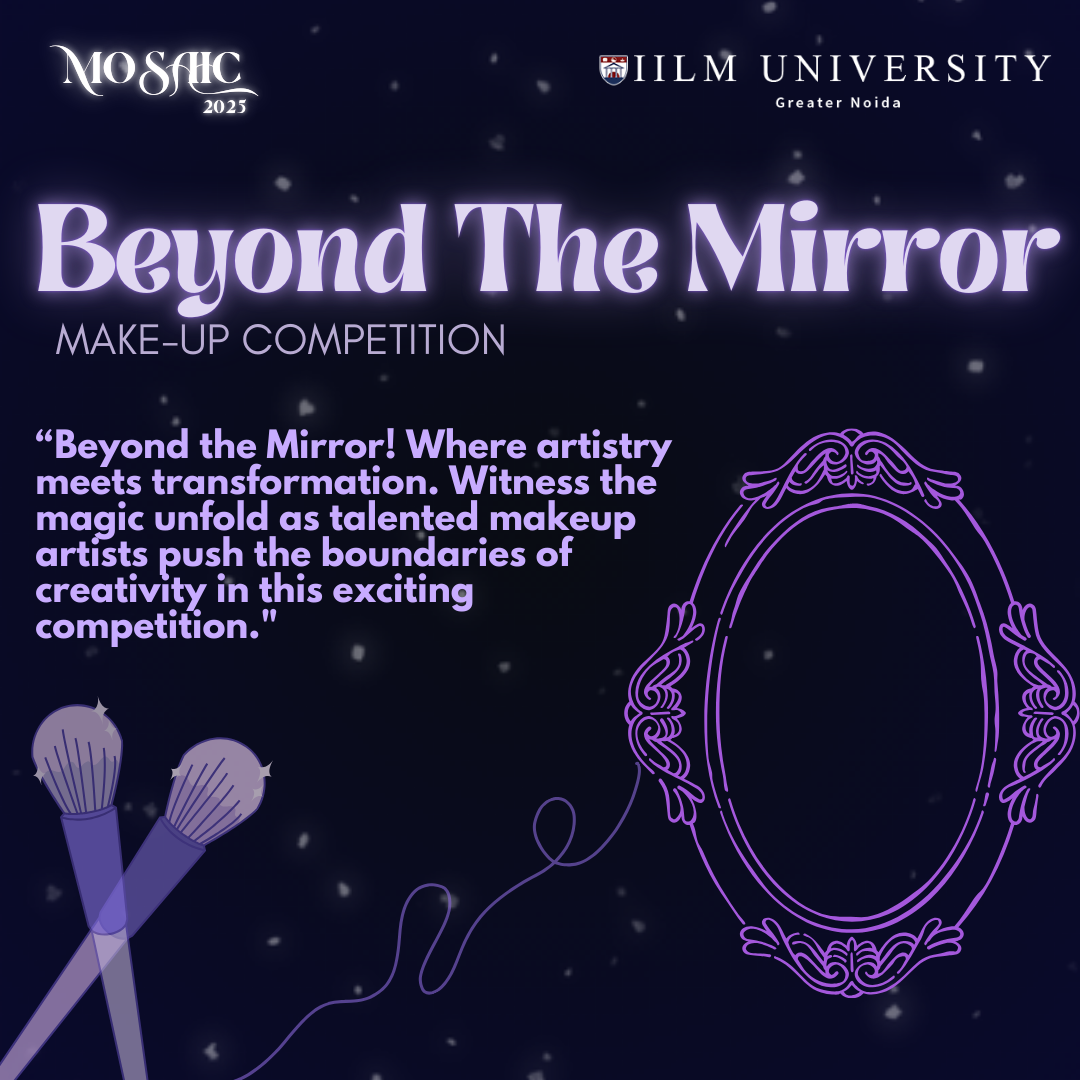 MOSAIC
2025
IILM UNIVERSITY
Greater Noida
Beyond The Mirror
MAKE-UP COMPETITION
“Beyond the Mirror! Where artistry
meets transformation. Witness the
magic unfold as talented makeup
artists push the boundaries of
creativity in this exciting
competition."